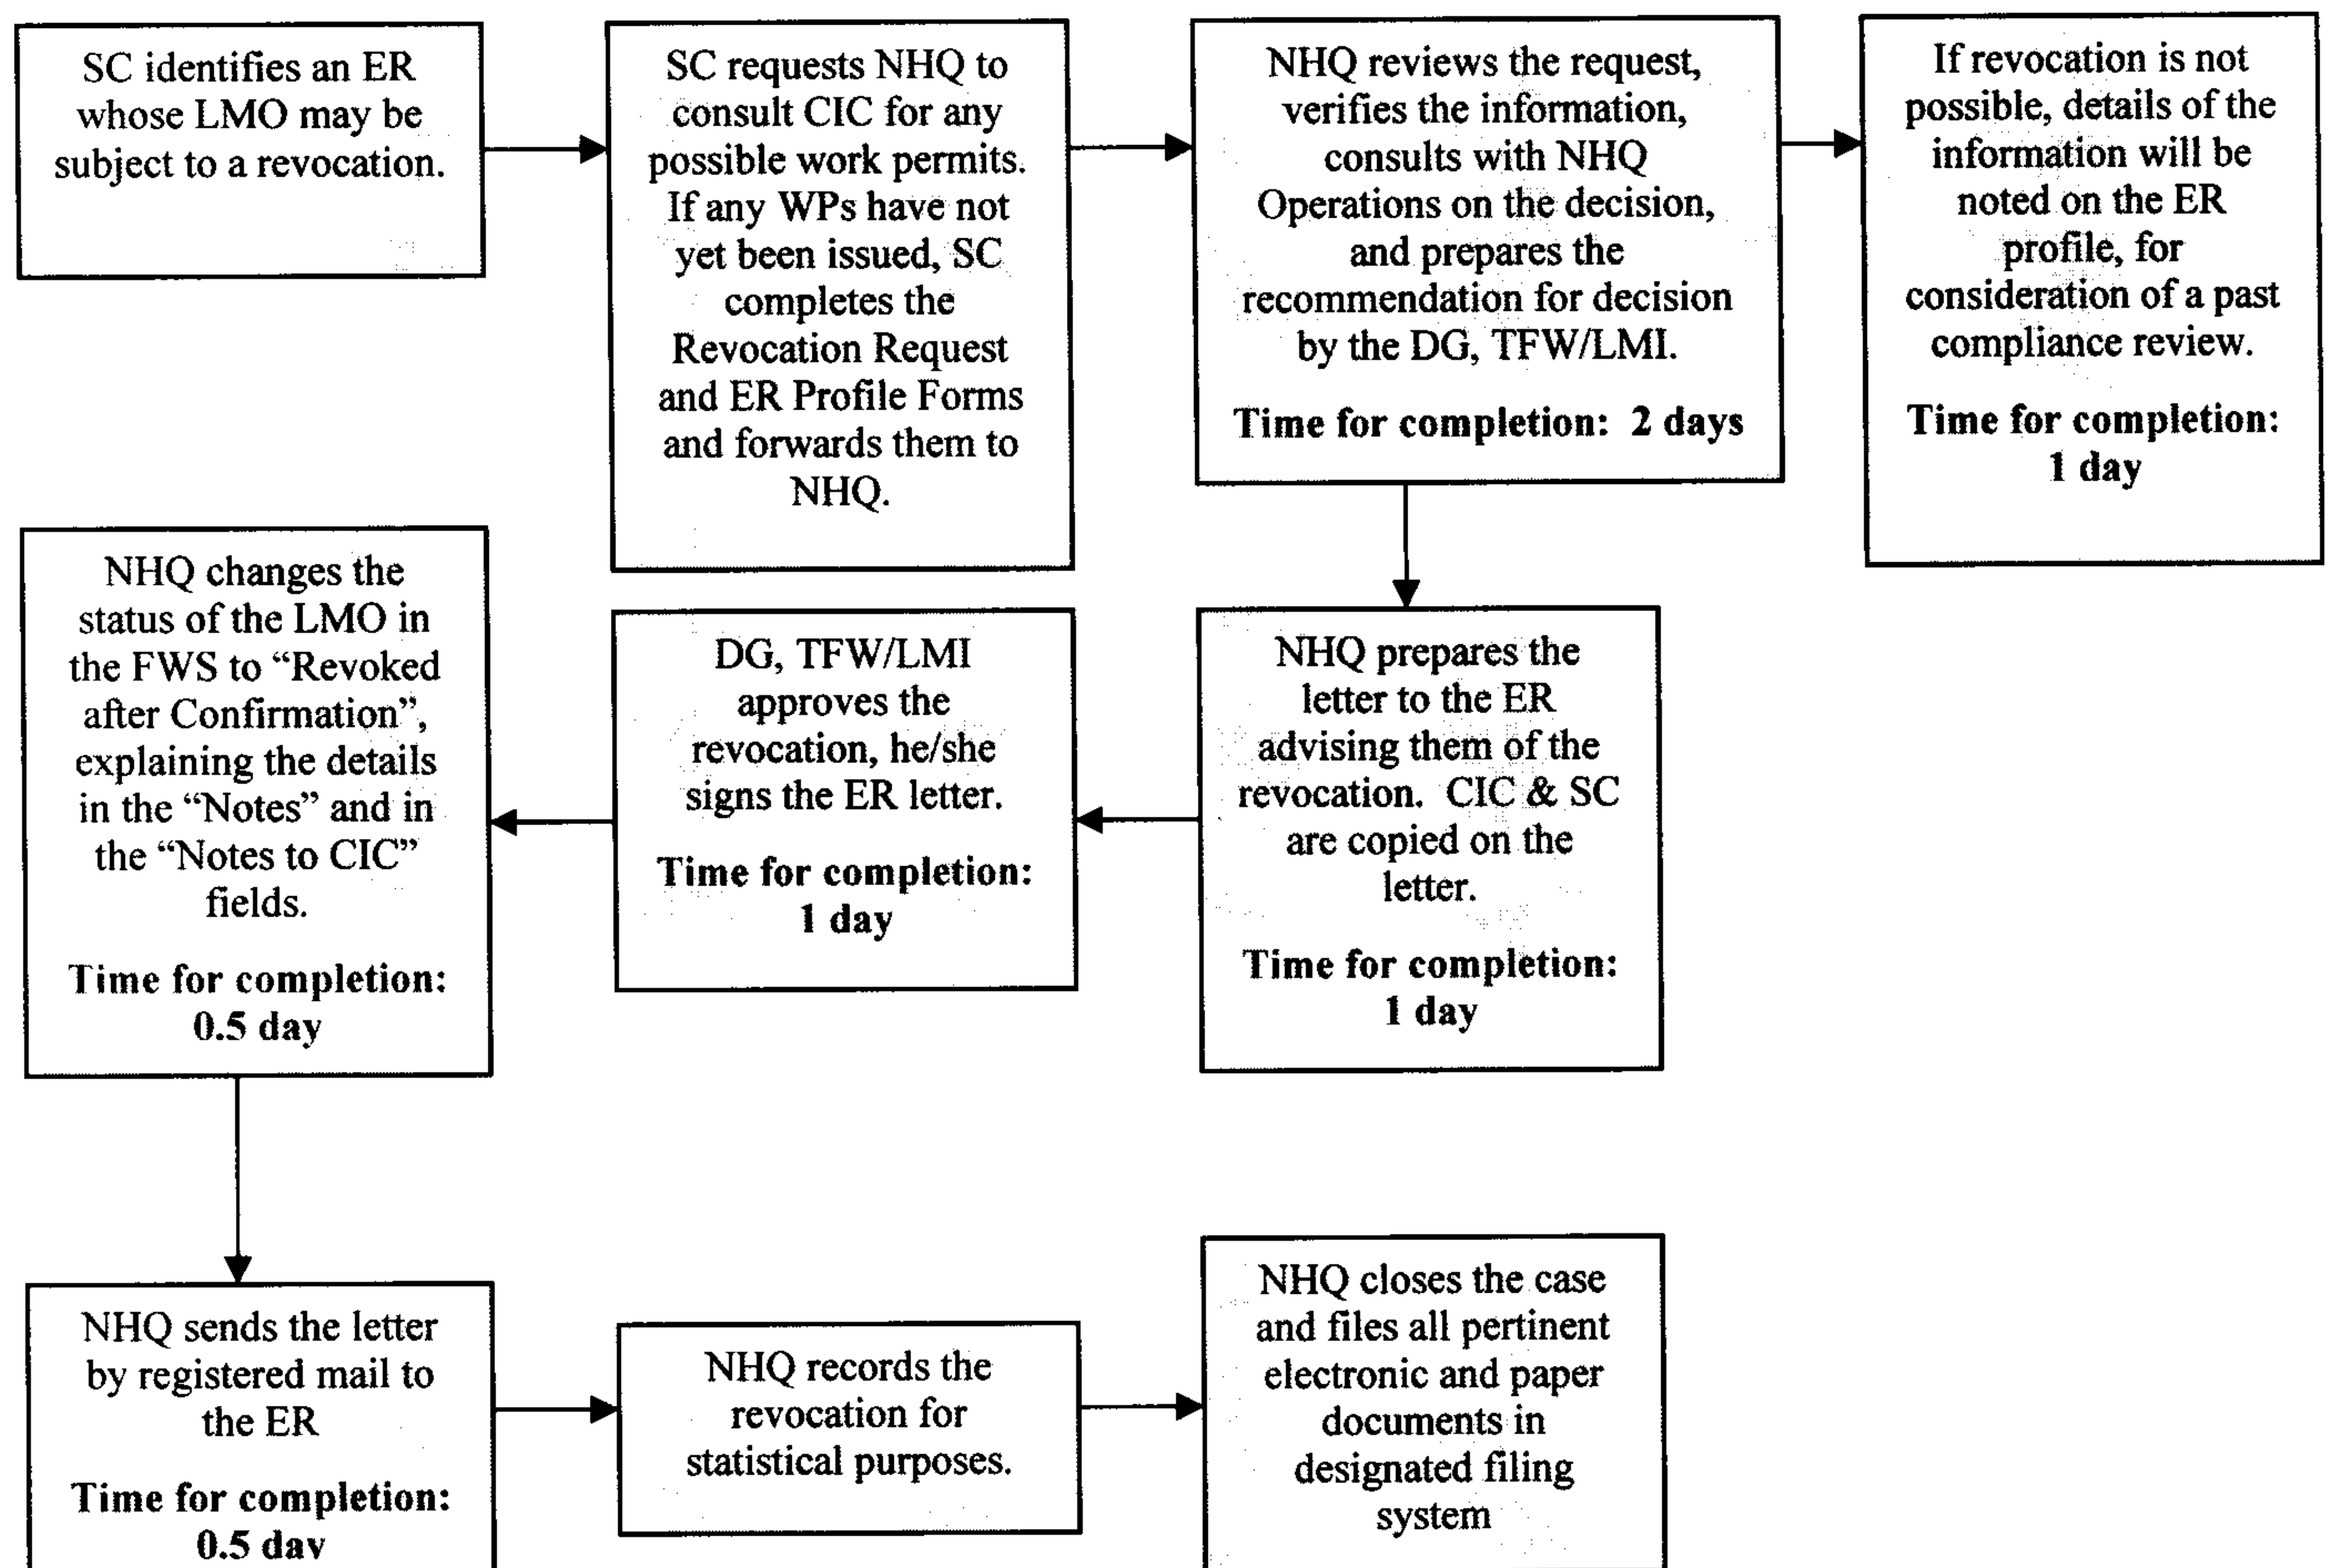 SC identifies an ER
whose LMO may be
subject to a revocation.
SC requests NHQ to
consult CIC for any
possible work permits.
If any WPs have not
yet been issued, SC
completes the
Revocation Request
and ER Profile Forms
and forwards them to
NHQ.
NHQ reviews the request,
verifies the information,
consults with NHQ
Operations on the decision,
and prepares the
recommendation for decision
by the DG, TFW/LMI.
Time for completion: 2 days
If revocation is not
possible, details of the
information will be
noted on the ER
profile, for
consideration of a past
compliance review.
Time for completion:
1 day
NHQ prepares the
letter to the ER
advising them of the
revocation. CIC & SC
are copied on the
letter.
Time for completion:
1 day
DG, TFW/LMI
approves the
revocation, he/she
signs the ER letter.
Time for completion:
1 day
NHQ changes the
status of the LMO in
the FWS to “Revoked
after Confirmation”,
explaining the details
in the “Notes” and in
the “Notes to CIC”
fields.
Time for completion:
0.5 day
NHQ sends the letter
by registered mail to
the ER
Time for completion:
0.5 day
NHQ records the
revocation for
statistical purposes.
NHQ closes the case
and files all pertinent
electronic and paper
documents in
designated filing
system